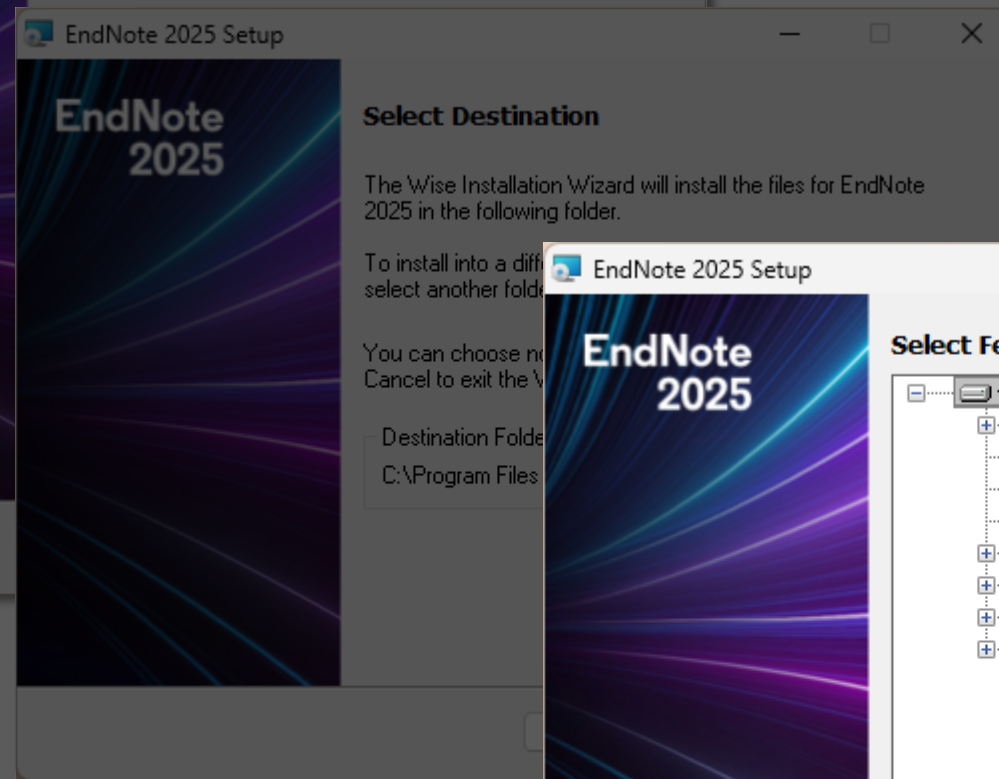 EndNote 2025 Setup
EndNote
2025
Select Destination
The Wise Installation Wizard will install the files for EndNote
2025 in the following folder.
To install into a diff
select another folde
You can choose no
Cancel to exit the
Destination Folde
C:\Program Files
EndNote 2025 Setup
EndNote
2025
Select Fe